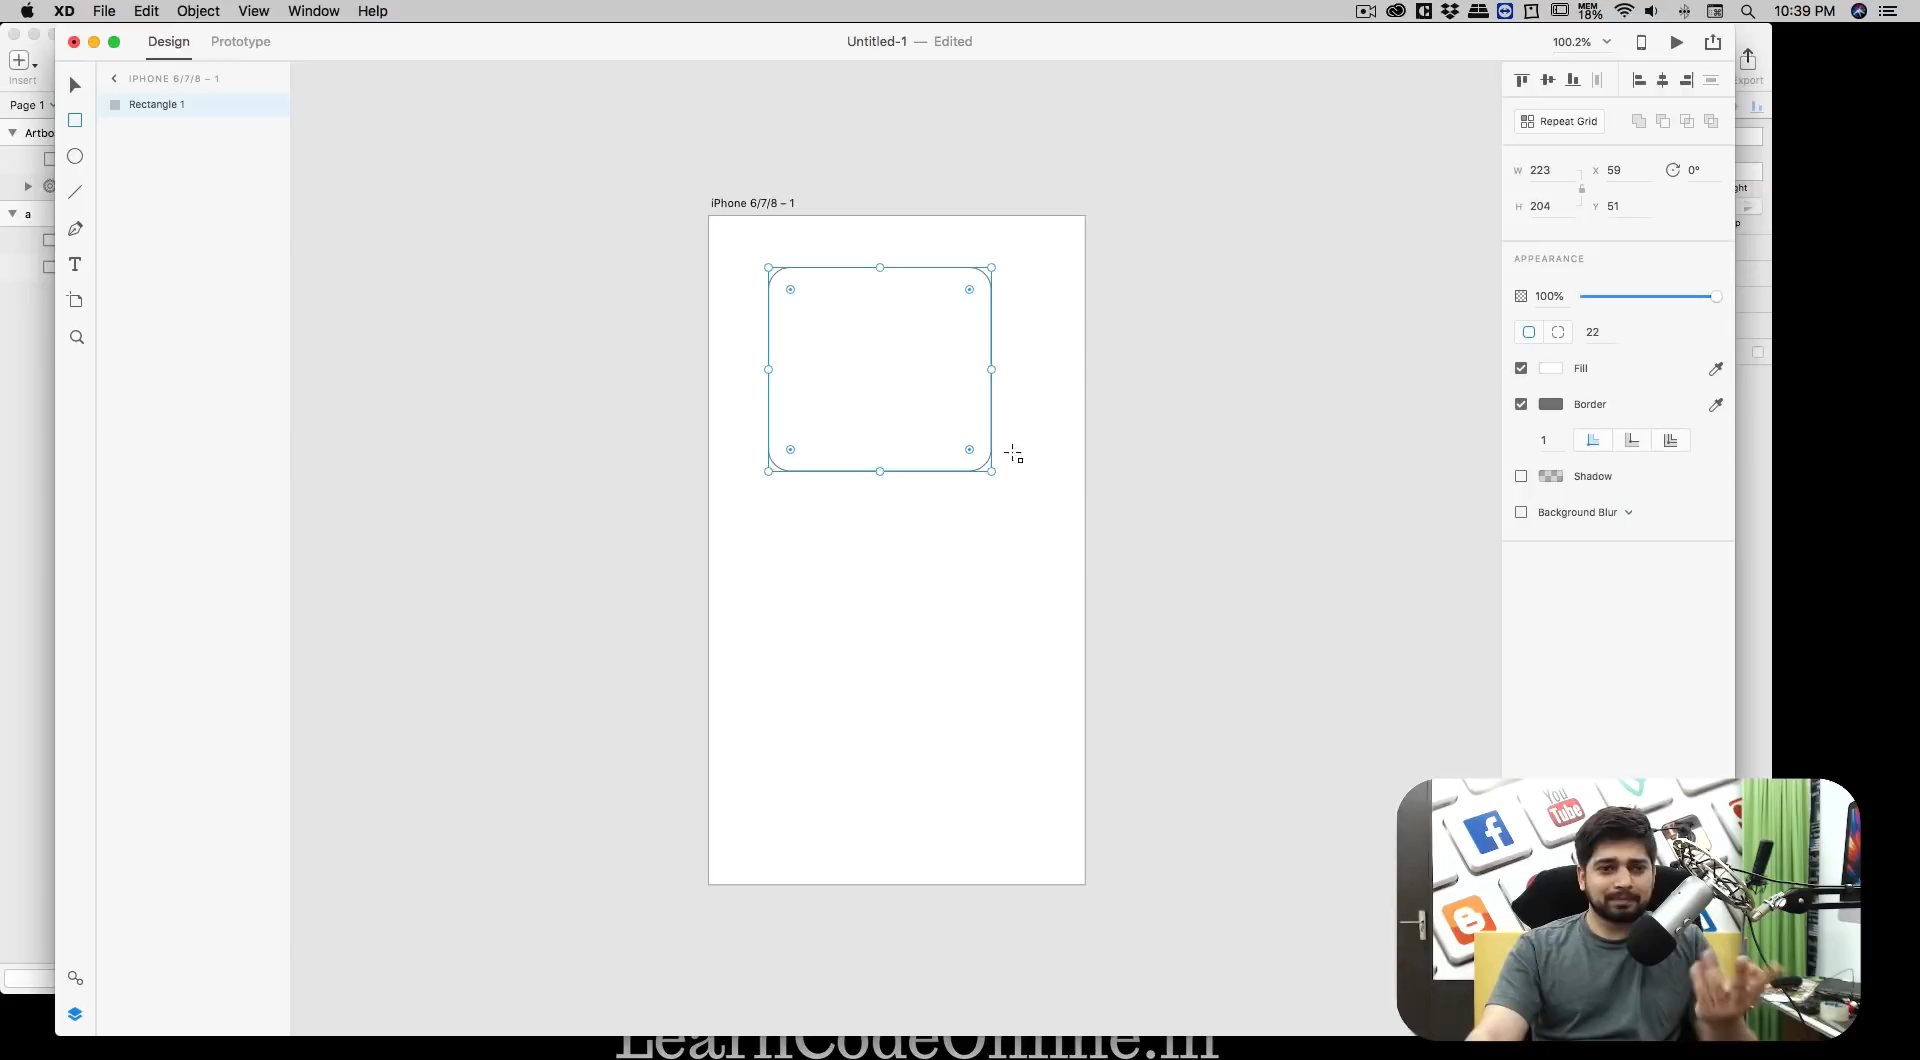 XD File Edit Object View Window Help
MEM
18%
10:39 PM
Design Prototype
Untitled-1 — Edited
100.2%
Insert
Export
Page 1
IPHONE 6/7/8 – 1
Rectangle 1
Artbo
a
iPhone 6/7/8 – 1
Repeat Grid
W 223 X 59 0°
H 204 Y 51
ght
p
APPEARANCE
100%
22
Fill
Border
1
Shadow
Background Blur
You
Tube
LearnCodeOnline.in